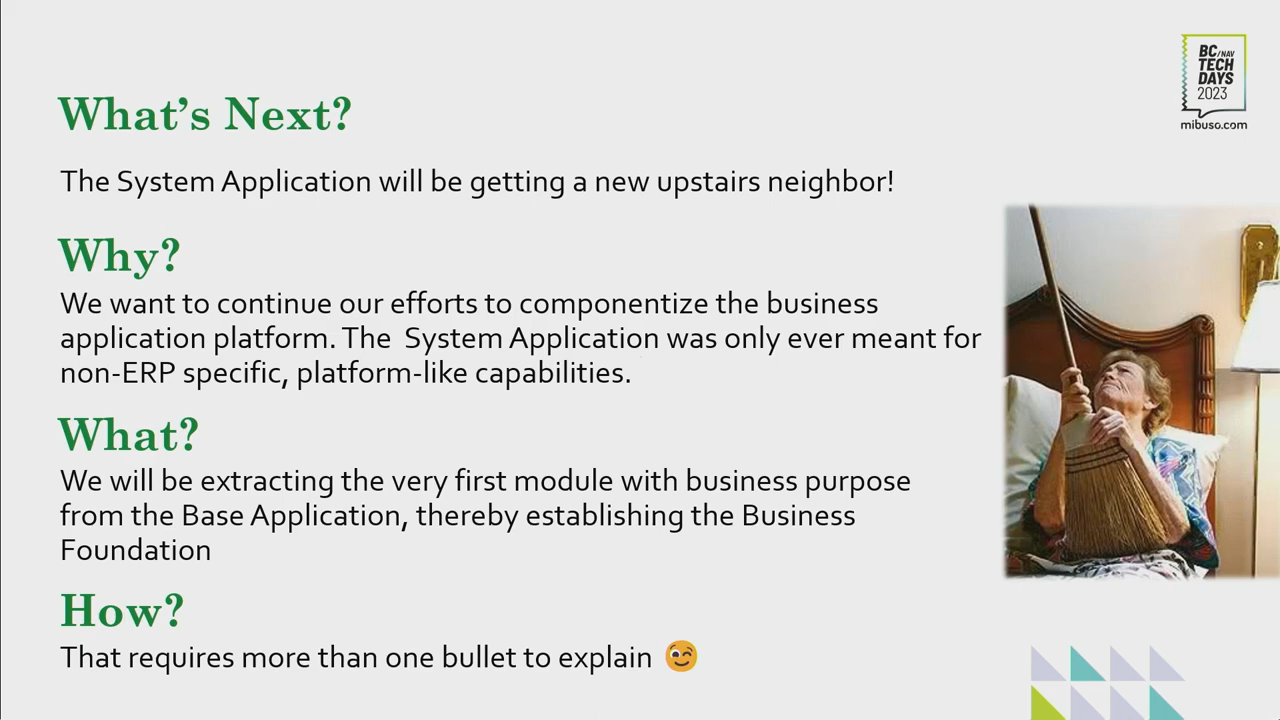 BC/NAV
TECH
DAYS
2023
mibuso.com
What's Next?
The System Application will be getting a new upstairs neighbor!
Why?
We want to continue our efforts to componentize the business
application platform. The  System Application was only ever meant for
non-ERP specific, platform-like capabilities.
What?
We will be extracting the very first module with business purpose
from the Base Application, thereby establishing the Business
Foundation
How?
That requires more than one bullet to explain 😉